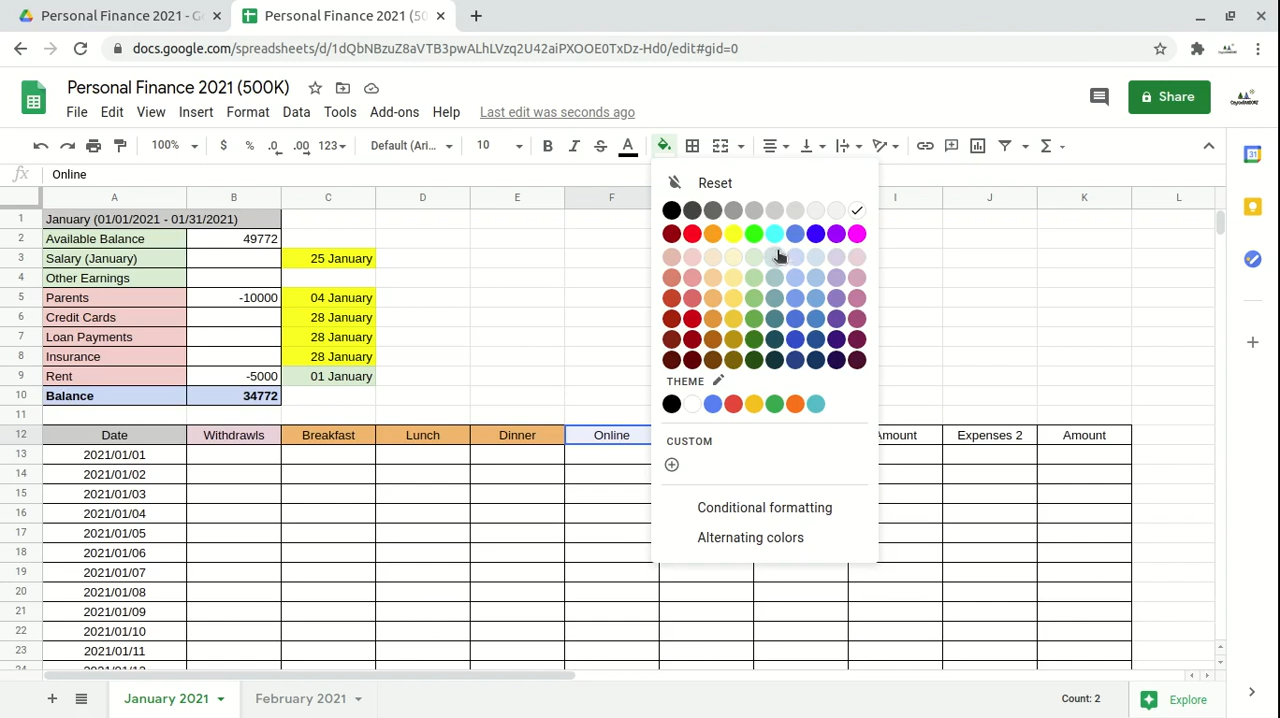 Personal Finance 2021 - G
Personal Finance 2021 (50
docs.google.com/spreadsheets/d/1dQbNBzuZ8aVTB3pwALhLVzq2U42aiPXOOE0TxDz-Hd0/edit#gid=0
Personal Finance 2021 (500K)
File Edit View Insert Format Data Tools Add-ons Help Last edit was seconds ago
Share
100% $ % .0 .00 123 Default (Ari... 10 B I S A
fx Online
A B C D E F I J K L
1 January (01/01/2021 - 01/31/2021)
2 Available Balance 49772
3 Salary (January) 25 January
4 Other Earnings
5 Parents -10000 04 January
6 Credit Cards 28 January
7 Loan Payments 28 January
8 Insurance 28 January
9 Rent -5000 01 January
10 Balance 34772
11
12 Date Withdrawls Breakfast Lunch Dinner Online Amount Expenses 2 Amount
13 2021/01/01
14 2021/01/02
15 2021/01/03
16 2021/01/04
17 2021/01/05
18 2021/01/06
19 2021/01/07
20 2021/01/08
21 2021/01/09
22 2021/01/10
23 2021/01/11
Reset
THEME
CUSTOM
Conditional formatting
Alternating colors
January 2021 February 2021 Count: 2 Explore
31